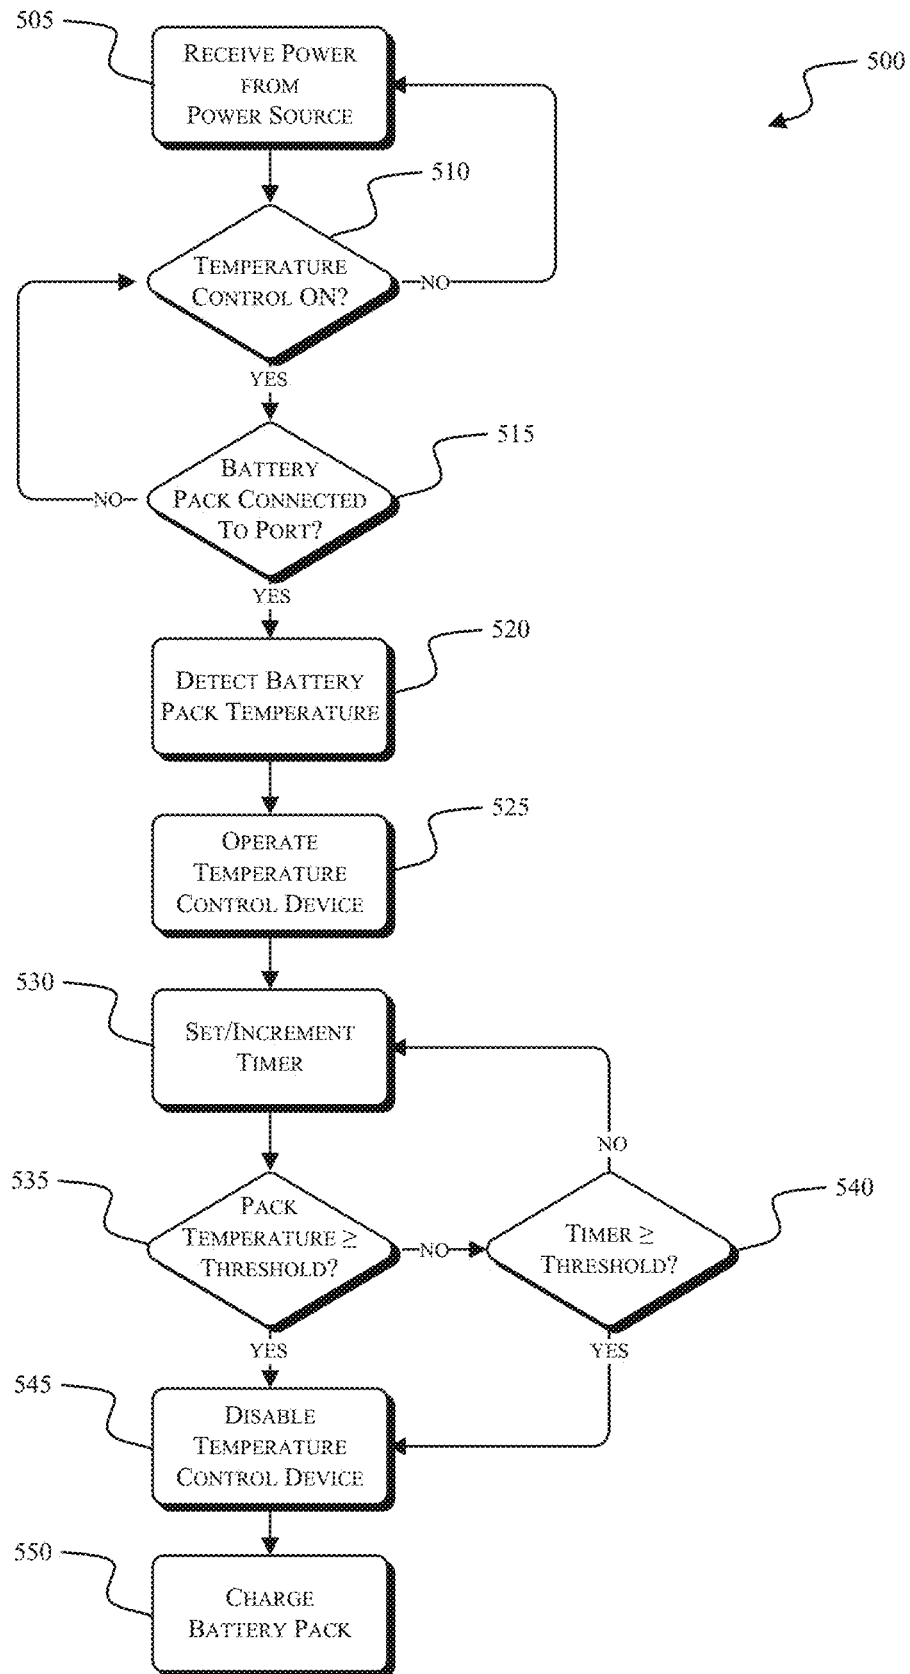 505
RECEIVE POWER
FROM
POWER SOURCE
500
510
TEMPERATURE
CONTROL ON?
NO
YES
515
BATTERY
PACK CONNECTED
TO PORT?
NO
YES
520
DETECT BATTERY
PACK TEMPERATURE
525
OPERATE
TEMPERATURE
CONTROL DEVICE
530
SET/INCREMENT
TIMER
NO
535
PACK
TEMPERATURE ≥
THRESHOLD?
NO
540
TIMER ≥
THRESHOLD?
YES
YES
545
DISABLE
TEMPERATURE
CONTROL DEVICE
550
CHARGE
BATTERY PACK